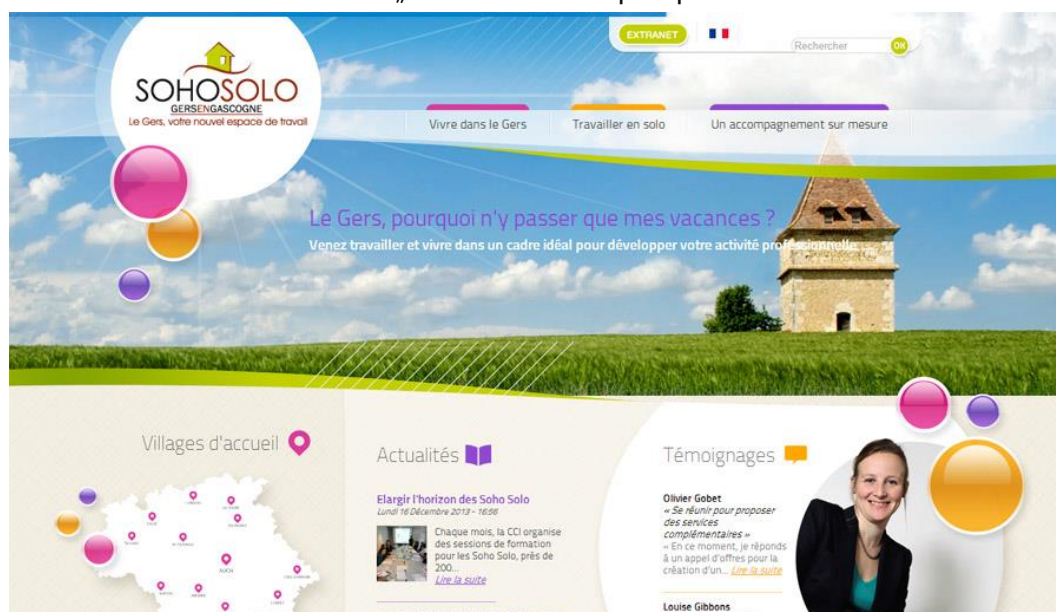 EXTRANET
Rechercher
OK
SOHOSOLO
GERSENGASCOGNE
Le Gers, votre nouvel espace de travail
Vivre dans le Gers
Travailler en solo
Un accompagnement sur mesure
Le Gers, pourquoi n'y passer que mes vacances ?
Venez travailler et vivre dans un cadre idéal pour développer votre activité professionnelle ...
Villages d'accueil
AUCH
Actualités
Elargir l'horizon des Soho Solo
Lundi 16 Décembre 2013 - 16:56
Chaque mois, la CCI organise
des sessions de formation
pour les Soho Solo, près de
200...
Lire la suite
Témoignages
Olivier Gobet
« Se réunir pour proposer
des services
complémentaires »
« En ce moment, je réponds
à un appel d'offres pour la
création d'un... Lire la suite
Louise Gibbons